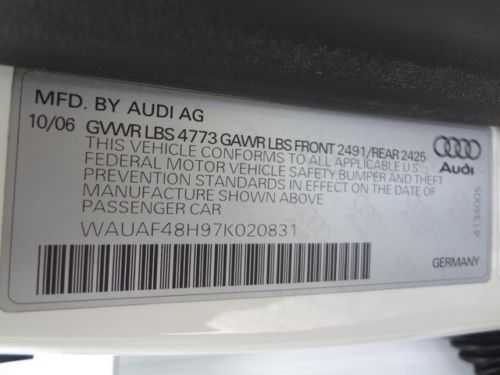 MFD. BY AUDI AG
10/06 GVWR LBS 4773 GAWR LBS FRONT 2491/REAR 2425
THIS VEHICLE CONFORMS TO ALL APPLICABLE U.S.
FEDERAL MOTOR VEHICLE SAFETY, BUMPER AND THEFT
PREVENTION STANDARDS IN EFFECT ON THE DATE OF
MANUFACTURE SHOWN ABOVE
PASSENGER CAR
WAUAF48H97K020831
Audi
4134005
GERMANY